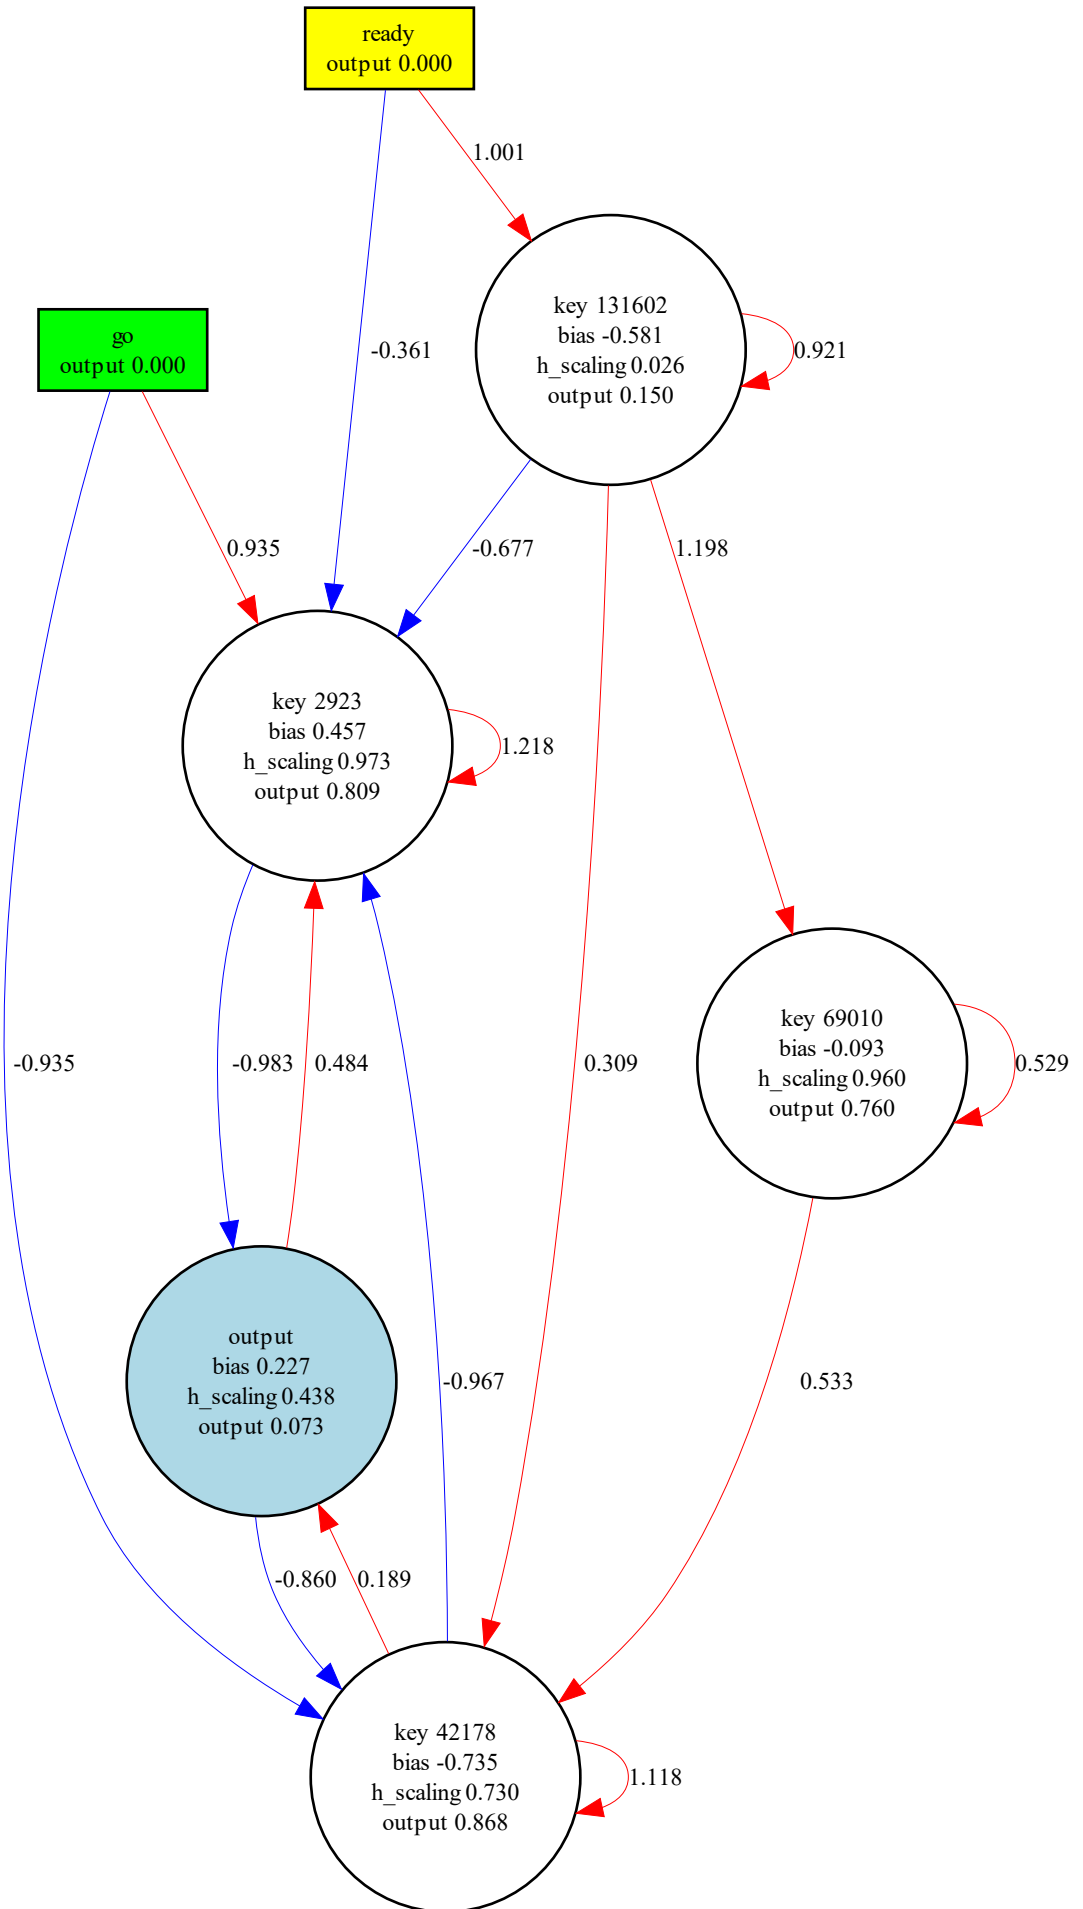 ready
output 0.000
1.001
key 131602
bias -0.581
h_scaling 0.026
output 0.150
0.921
go
output 0.000
-0.361
0.935
-0.677
1.198
key 2923
bias 0.457
h_scaling 0.973
output 0.809
1.218
-0.935
-0.983
0.484
0.309
key 69010
bias -0.093
h_scaling 0.960
output 0.760
0.529
output
bias 0.227
h_scaling 0.438
output 0.073
-0.967
0.533
-0.860
0.189
key 42178
bias -0.735
h_scaling 0.730
output 0.868
1.118